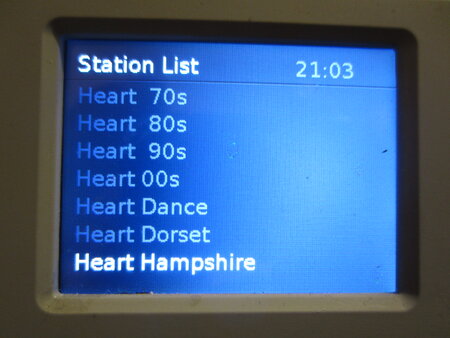 Station List 21:03
Heart 70s
Heart 80s
Heart 90s
Heart 00s
Heart Dance
Heart Dorset
Heart Hampshire